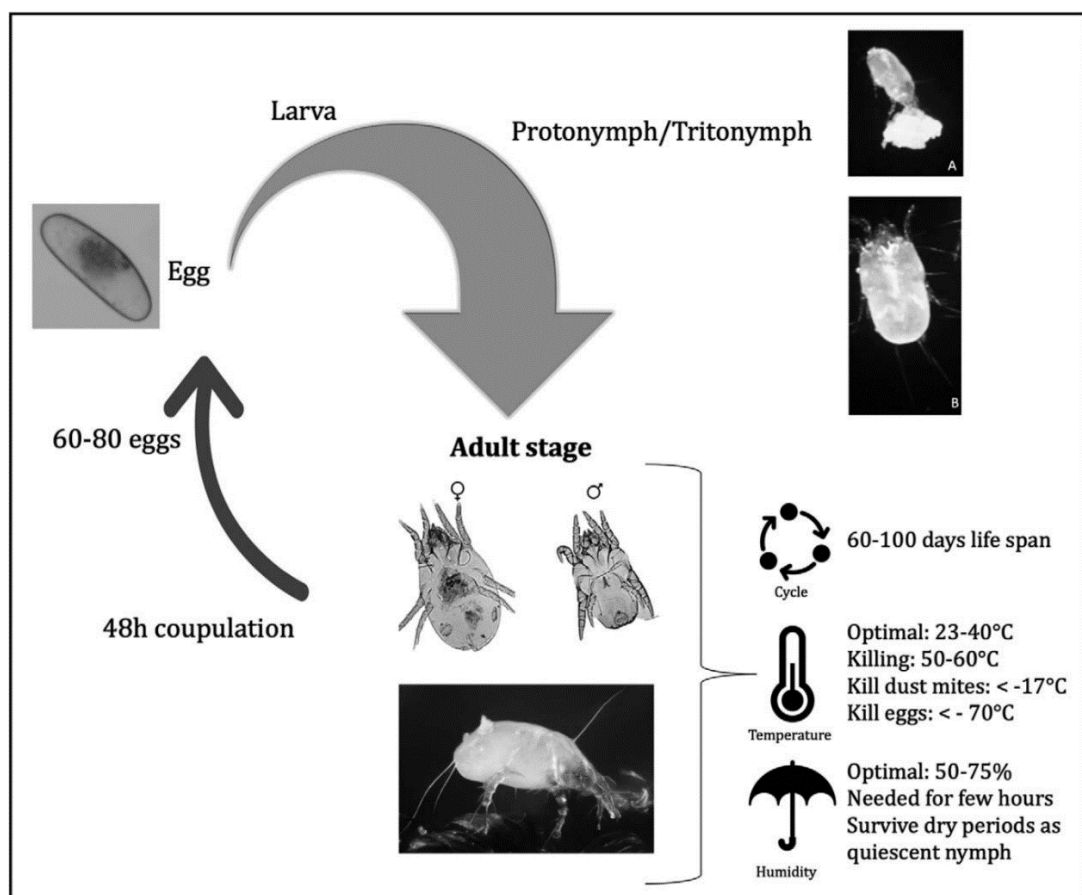 Larva
Protonymph/Tritonymph
A
Egg
B
60-80 eggs
Adult stage
♀
♂
48h coupulation
Cycle
60-100 days life span
Temperature
Optimal: 23-40°C
Killing: 50-60°C
Kill dust mites: < -17°C
Kill eggs: < - 70°C
Humidity
Optimal: 50-75%
Needed for few hours
Survive dry periods as
quiescent nymph